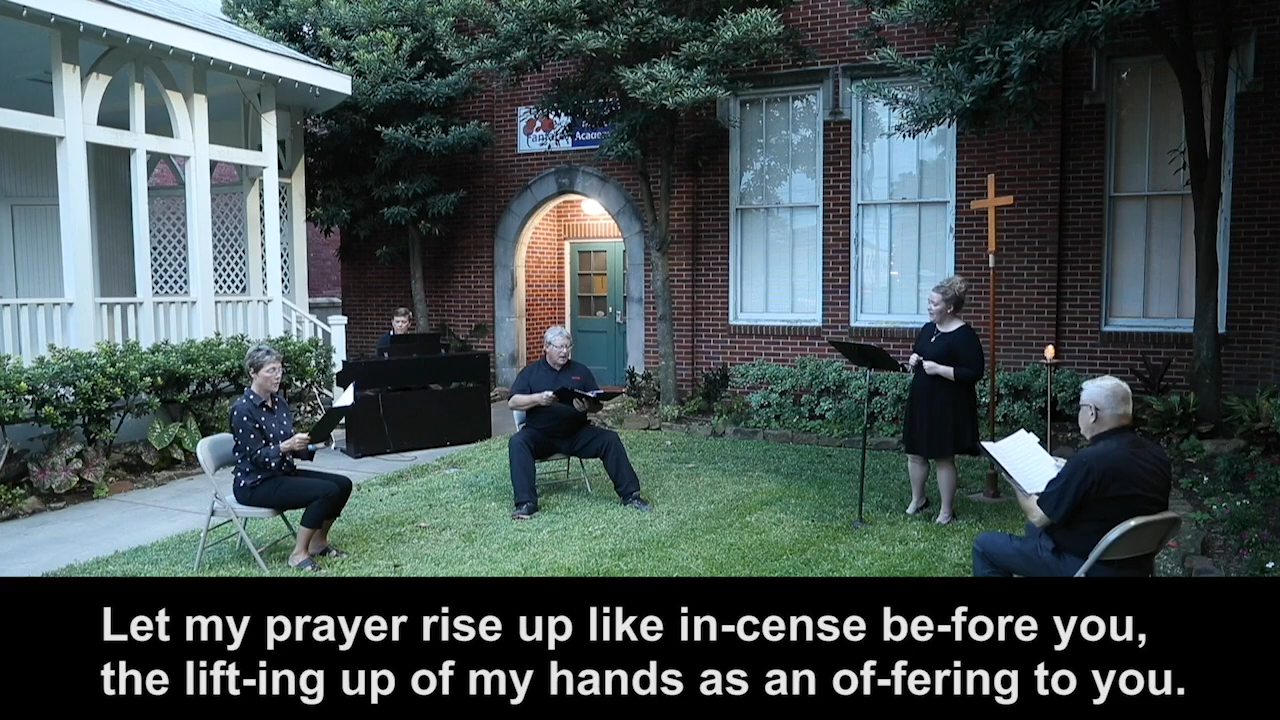 Academy
Let my prayer rise up like in-cense be-fore you,
the lift-ing up of my hands as an of-fering to you.